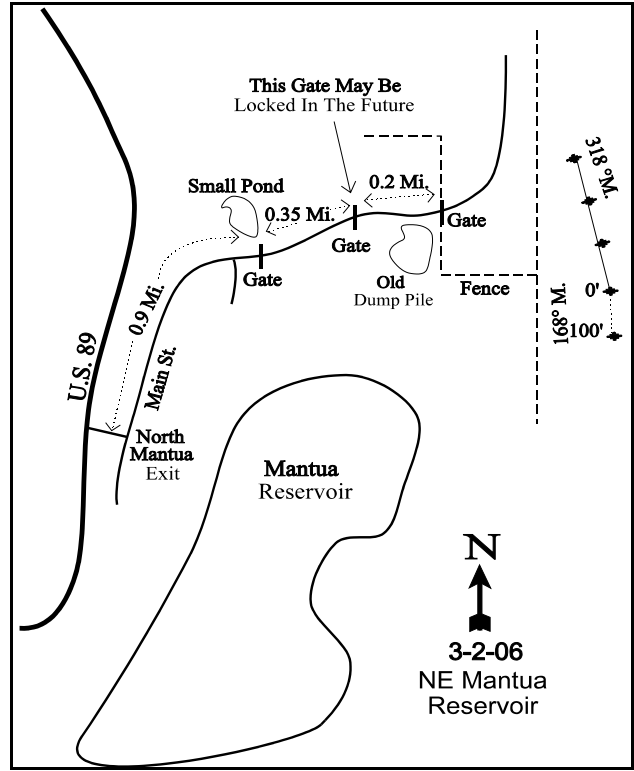 This Gate May Be
Locked In The Future
318 ºM.
0.2 Mi.
Small Pond
0.35 Mi.
Gate
Gate
Gate
Old
Dump Pile
Fence
0'
168° M.
100'
0.9 Mi.
U.S. 89
Main St.
North
Mantua
Exit
Mantua
Reservoir
N
3-2-06
NE Mantua
Reservoir